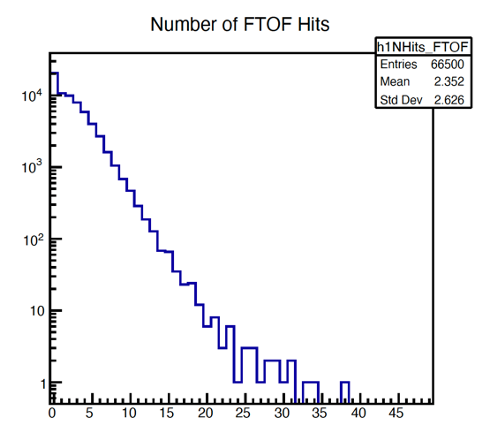 Number of FTOF Hits
h1NHits_FTOF
Entries 66500
Mean 2.352
Std Dev 2.626
10⁴
10³
10²
10
1
0 5 10 15 20 25 30 35 40 45